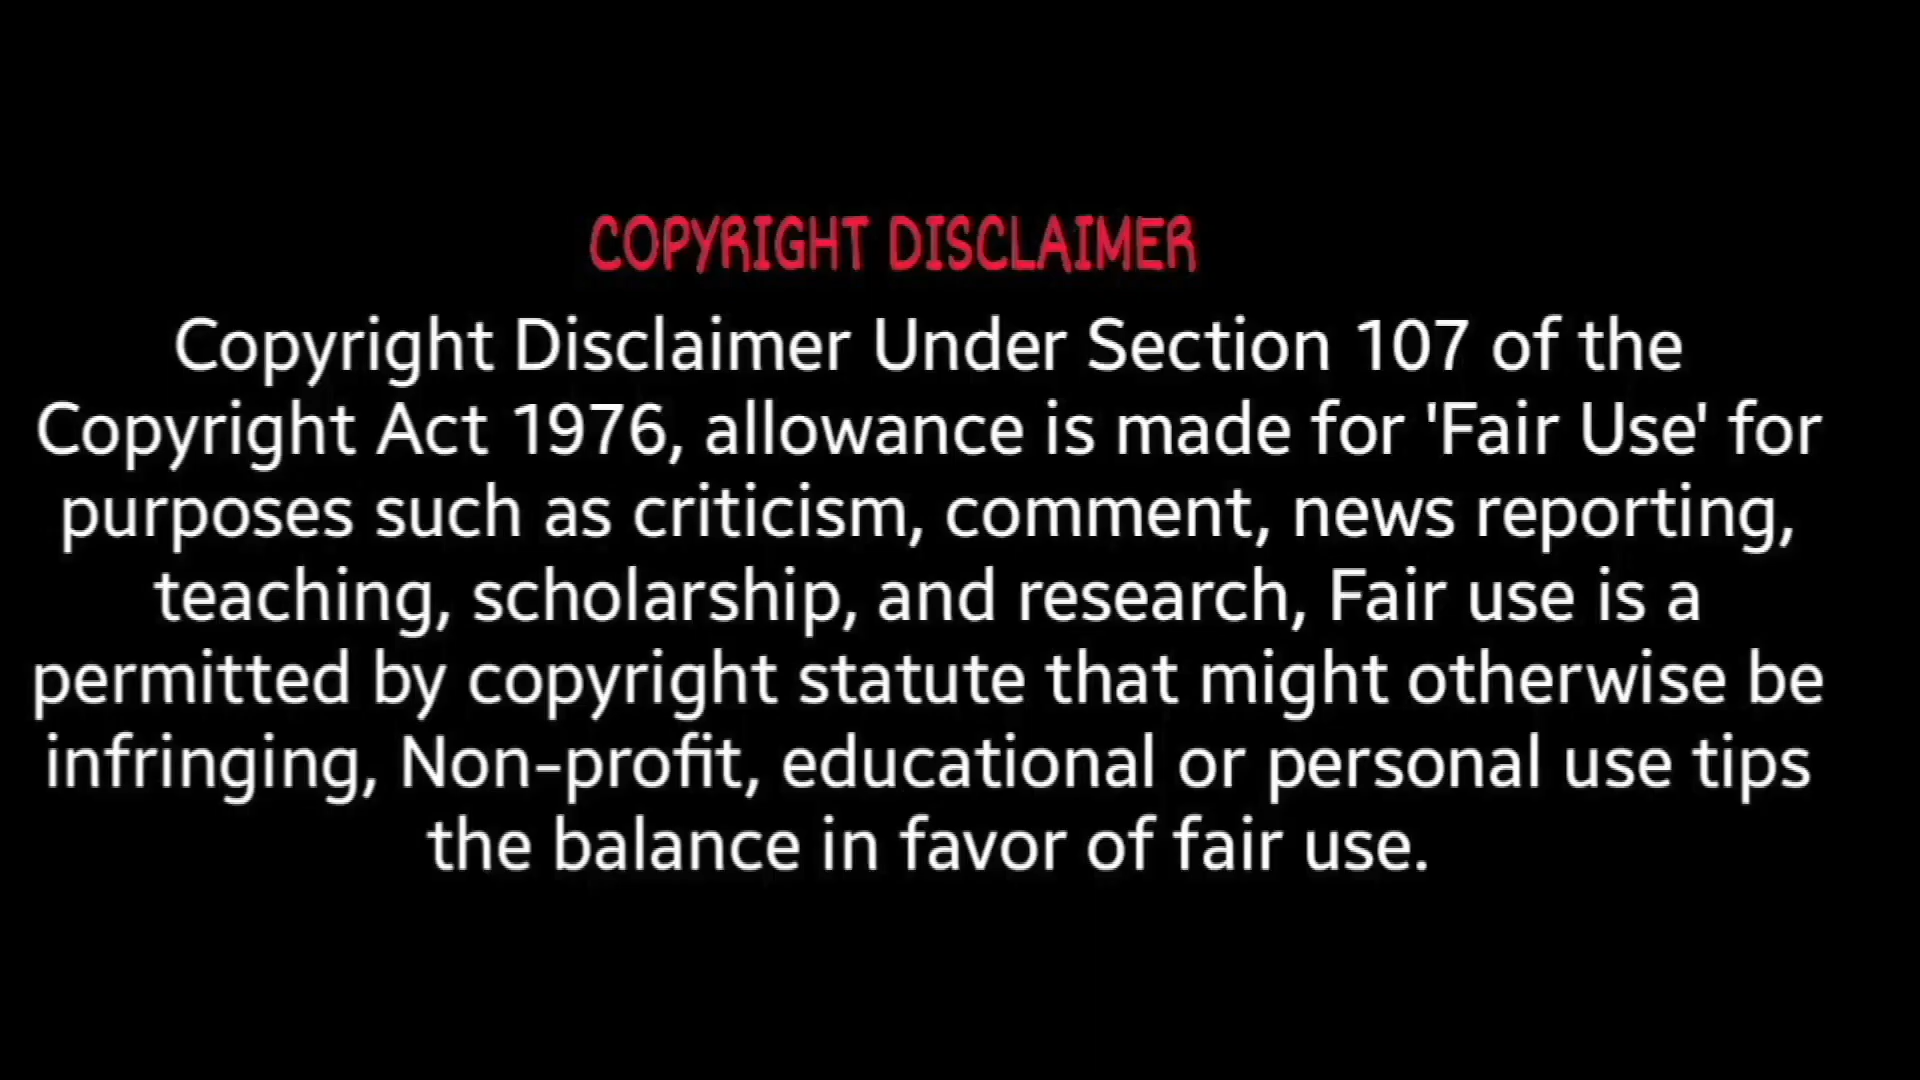 COPYRIGHT DISCLAIMER
Copyright Disclaimer Under Section 107 of the
Copyright Act 1976, allowance is made for 'Fair Use' for
purposes such as criticism, comment, news reporting,
teaching, scholarship, and research, Fair use is a
permitted by copyright statute that might otherwise be
infringing, Non-profit, educational or personal use tips
the balance in favor of fair use.